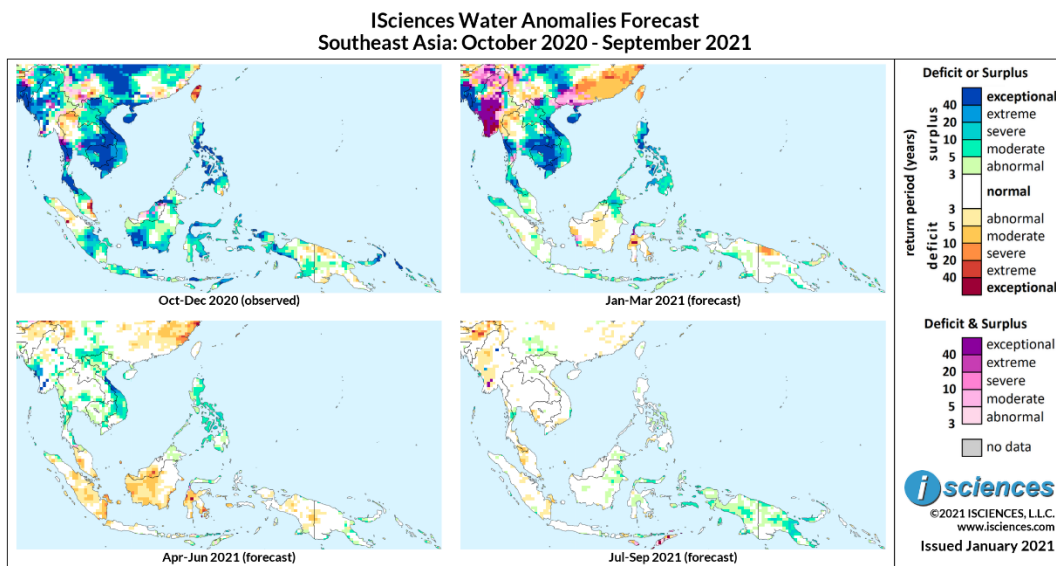 ISciences Water Anomalies Forecast
Southeast Asia: October 2020 - September 2021
Oct-Dec 2020 (observed)
Jan-Mar 2021 (forecast)
Apr-Jun 2021 (forecast)
Jul-Sep 2021 (forecast)
Deficit or Surplus
return period (years)
surplus
deficit
40
20
10
5
3
3
5
10
20
40
exceptional
extreme
severe
moderate
abnormal
normal
abnormal
moderate
severe
extreme
exceptional
Deficit & Surplus
40
20
10
5
3
exceptional
extreme
severe
moderate
abnormal
no data
i sciences
©2021 ISCIENCES, L.L.C.
www.isciences.com
Issued January 2021